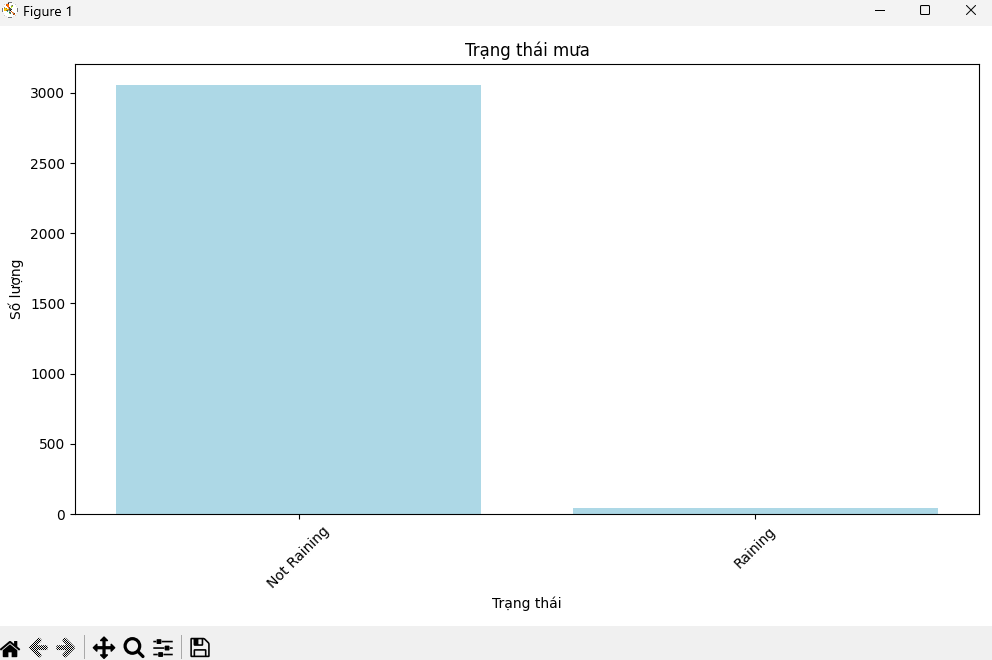 Figure 1
Trạng thái mưa
3000
2500
2000
1500
1000
500
0
Số lượng
Not Raining
Raining
Trạng thái